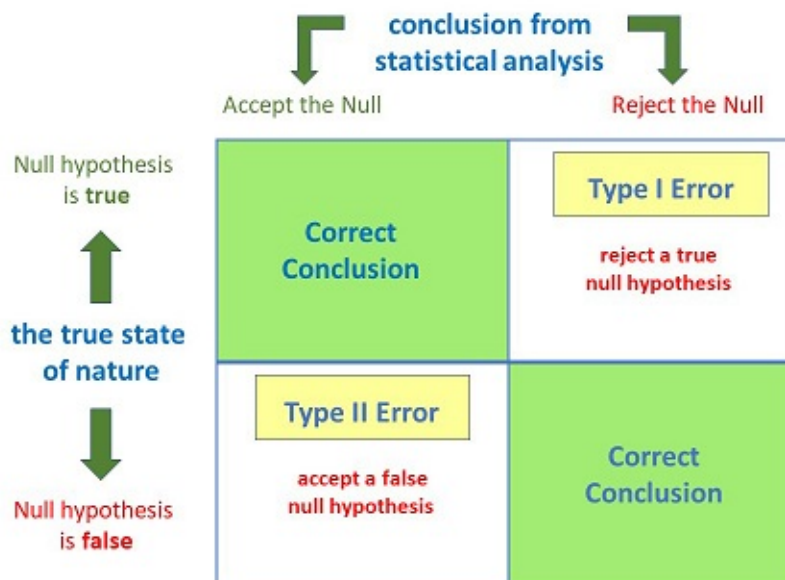 conclusion from
statistical analysis
Accept the Null
Reject the Null
Null hypothesis
is true
Correct
Conclusion
Type I Error
reject a true
null hypothesis
the true state
of nature
Type II Error
accept a false
null hypothesis
Correct
Conclusion
Null hypothesis
is false